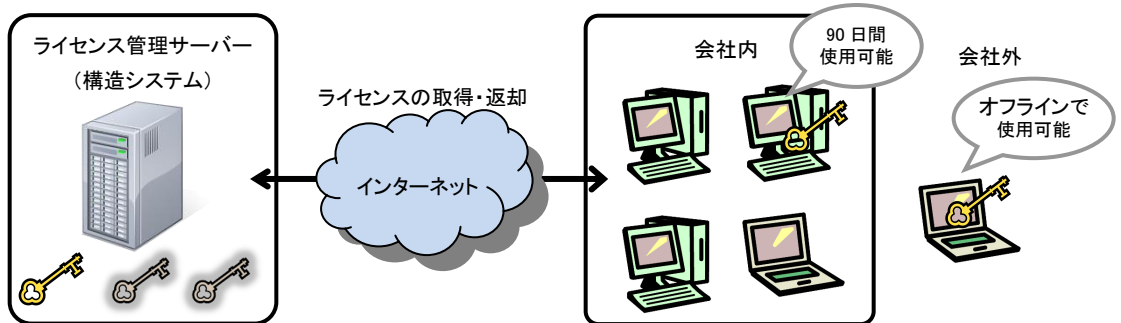 ライセンス管理サーバー
（構造システム）
ライセンスの取得・返却
インターネット
会社内
90 日間
使用可能
会社外
オフラインで
使用可能